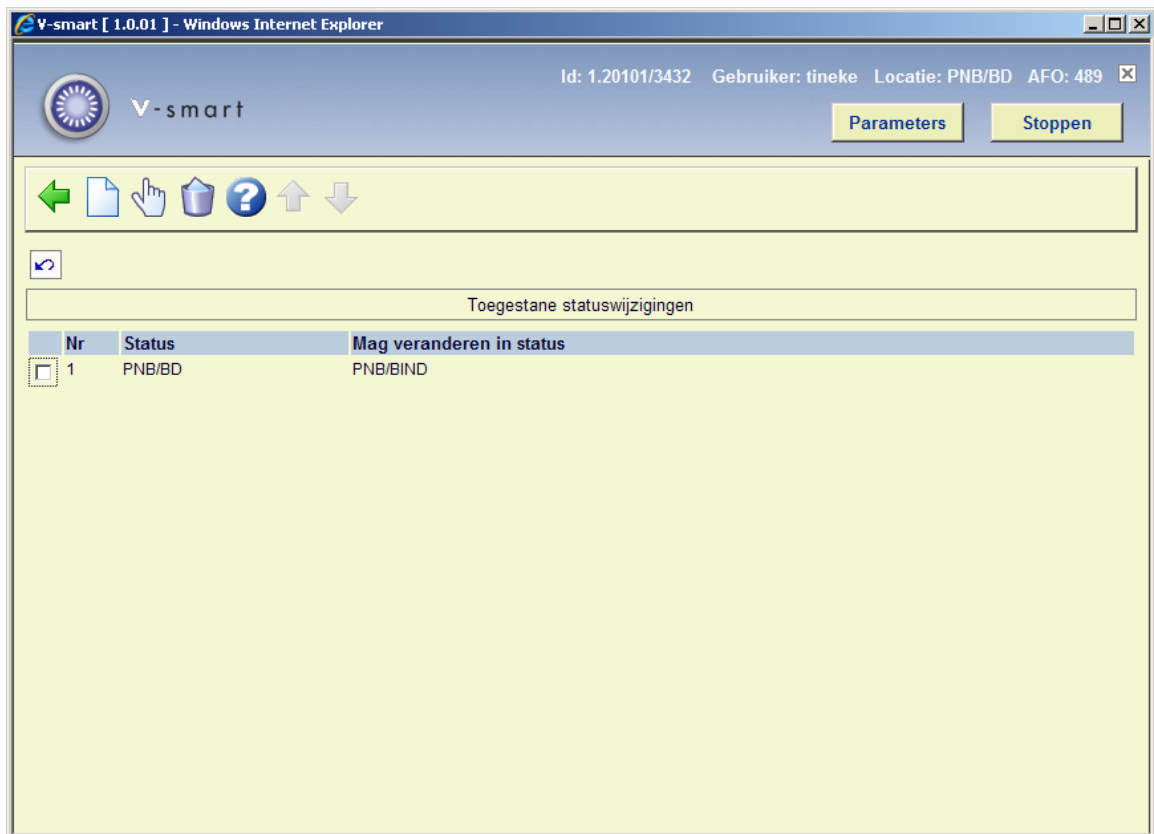 V-smart [ 1.0.01 ] - Windows Internet Explorer
Id: 1.20101/3432 Gebruiker: tineke Locatie: PNB/BD AFO: 489
V-smart
Parameters Stoppen
Toegestane statuswijzigingen
Nr Status Mag veranderen in status
1 PNB/BD PNB/BIND